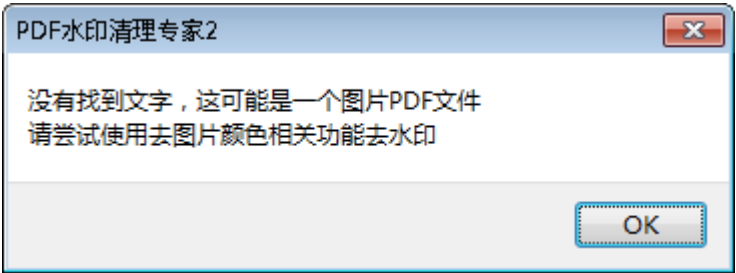 PDF水印清理专家2
没有找到文字，这可能是一个图片PDF文件
请尝试使用去图片颜色相关功能去水印
OK